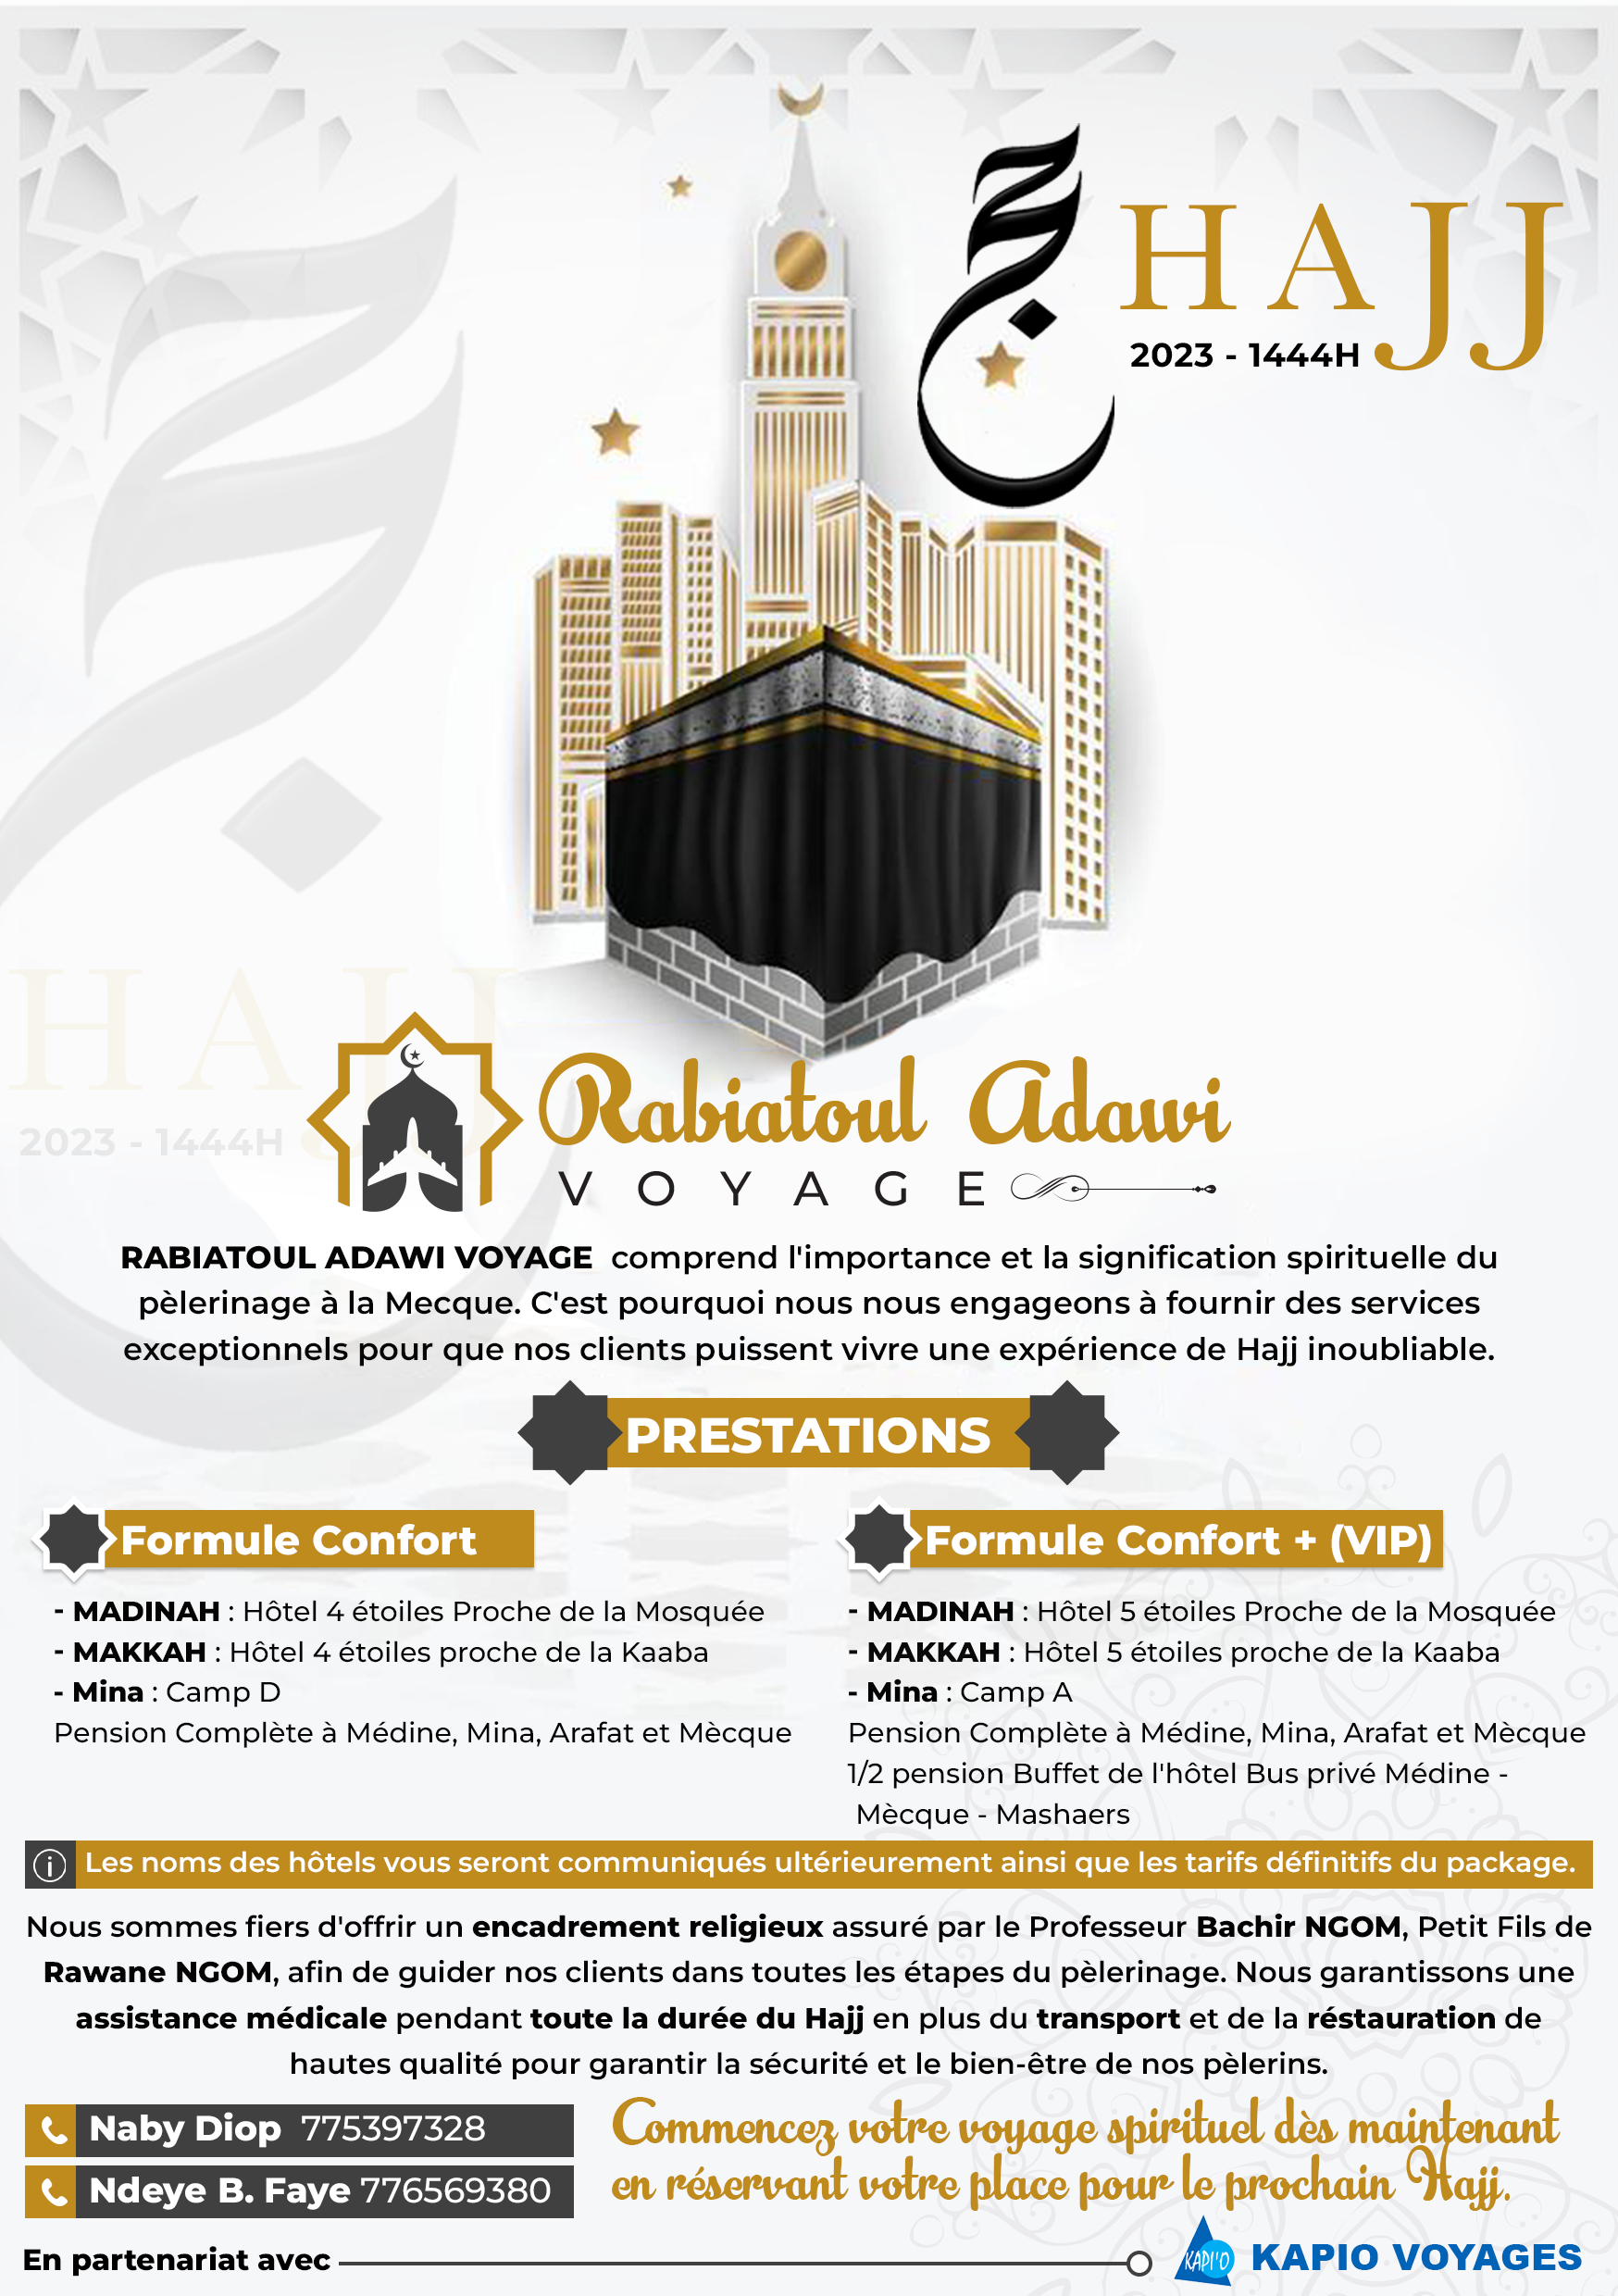 حج
HAJJ
2023 - 1444H
HAJJ
2023 - 1444H
Rabiatoul Adawi
VOYAGE
RABIATOUL ADAWI VOYAGE comprend l'importance et la signification spirituelle du
pèlerinage à la Mecque. C'est pourquoi nous nous engageons à fournir des services
exceptionnels pour que nos clients puissent vivre une expérience de Hajj inoubliable.
PRESTATIONS
Formule Confort
- MADINAH : Hôtel 4 étoiles Proche de la Mosquée
- MAKKAH : Hôtel 4 étoiles proche de la Kaaba
- Mina : Camp D
Pension Complète à Médine, Mina, Arafat et Mècque
Formule Confort + (VIP)
- MADINAH : Hôtel 5 étoiles Proche de la Mosquée
- MAKKAH : Hôtel 5 étoiles proche de la Kaaba
- Mina : Camp A
Pension Complète à Médine, Mina, Arafat et Mècque
1/2 pension Buffet de l'hôtel Bus privé Médine -
Mècque - Mashaers
Les noms des hôtels vous seront communiqués ultérieurement ainsi que les tarifs définitifs du package.
Nous sommes fiers d'offrir un encadrement religieux assuré par le Professeur Bachir NGOM, Petit Fils de
Rawane NGOM, afin de guider nos clients dans toutes les étapes du pèlerinage. Nous garantissons une
assistance médicale pendant toute la durée du Hajj en plus du transport et de la réstauration de
hautes qualité pour garantir la sécurité et le bien-être de nos pèlerins.
Naby Diop 775397328
Ndeye B. Faye 776569380
Commencez votre voyage spirituel dès maintenant
en réservant votre place pour le prochain Hajj.
En partenariat avec
KAPI'O
KAPIO VOYAGES